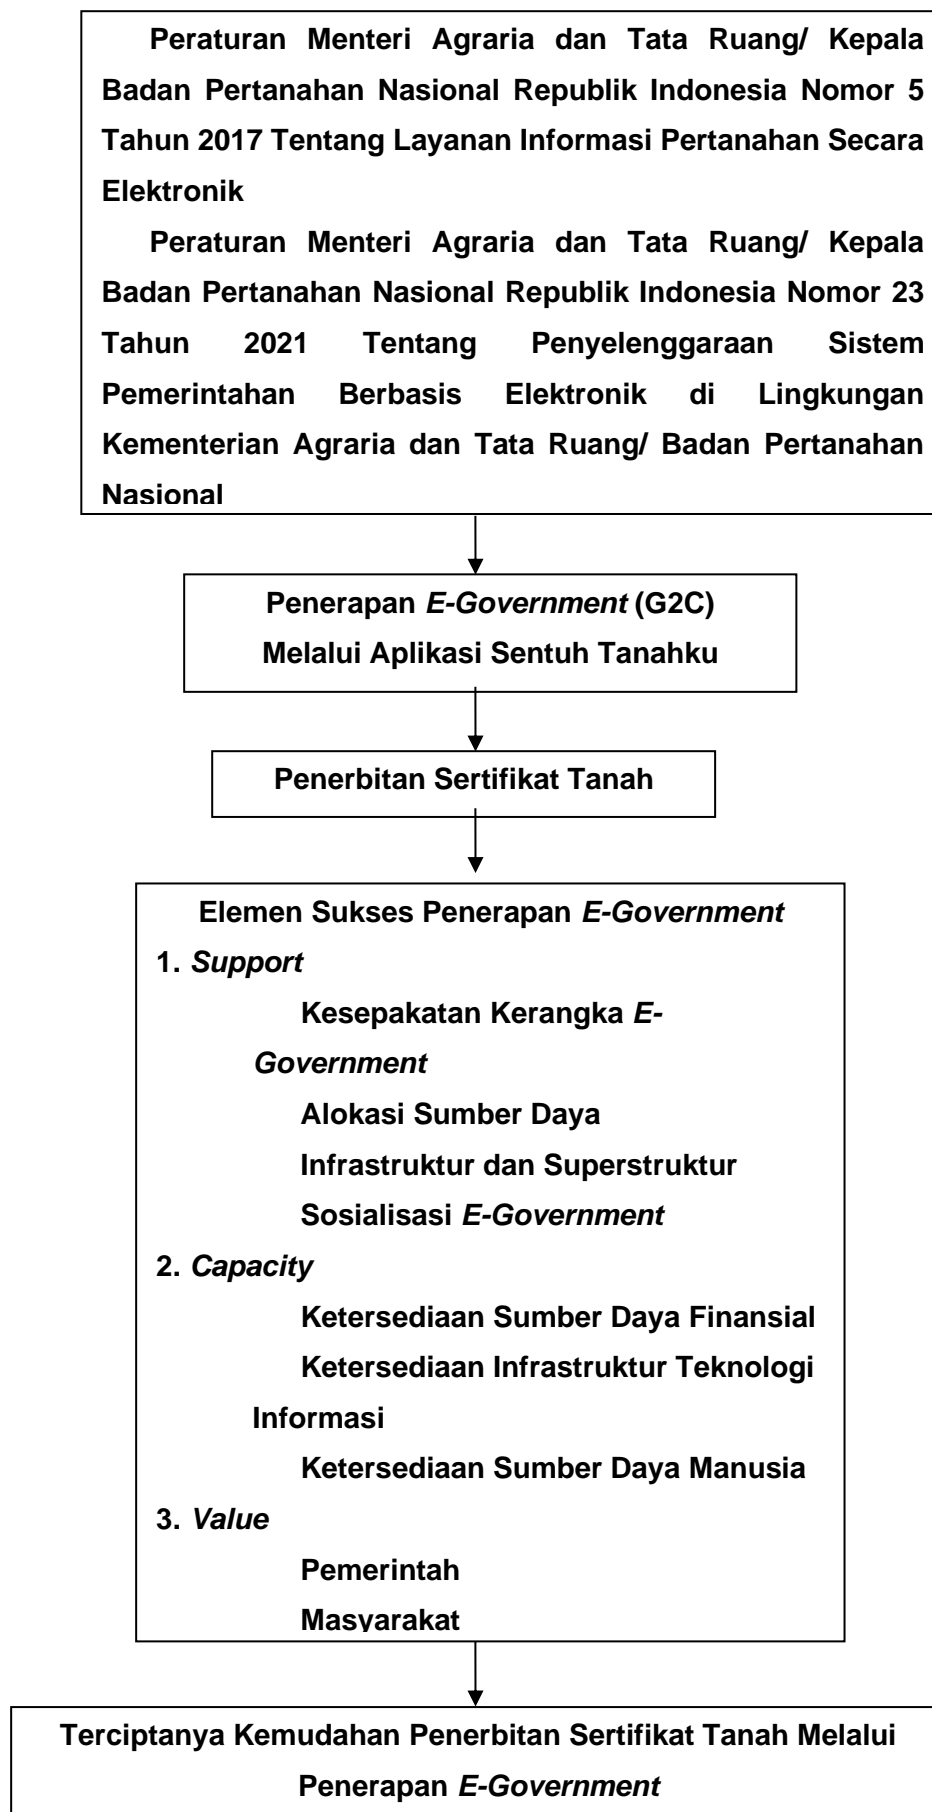 Peraturan Menteri Agraria dan Tata Ruang/ Kepala
Badan Pertanahan Nasional Republik Indonesia Nomor 5
Tahun 2017 Tentang Layanan Informasi Pertanahan Secara
Elektronik
Peraturan Menteri Agraria dan Tata Ruang/ Kepala
Badan Pertanahan Nasional Republik Indonesia Nomor 23
Tahun 2021 Tentang Penyelenggaraan Sistem
Pemerintahan Berbasis Elektronik di Lingkungan
Kementerian Agraria dan Tata Ruang/ Badan Pertanahan
Nasional
Penerapan E-Government (G2C)
Melalui Aplikasi Sentuh Tanahku
Penerbitan Sertifikat Tanah
Elemen Sukses Penerapan E-Government
1. Support
Kesepakatan Kerangka E-
Government
Alokasi Sumber Daya
Infrastruktur dan Superstruktur
Sosialisasi E-Government
2. Capacity
Ketersediaan Sumber Daya Finansial
Ketersediaan Infrastruktur Teknologi
Informasi
Ketersediaan Sumber Daya Manusia
3. Value
Pemerintah
Masyarakat
Terciptanya Kemudahan Penerbitan Sertifikat Tanah Melalui
Penerapan E-Government